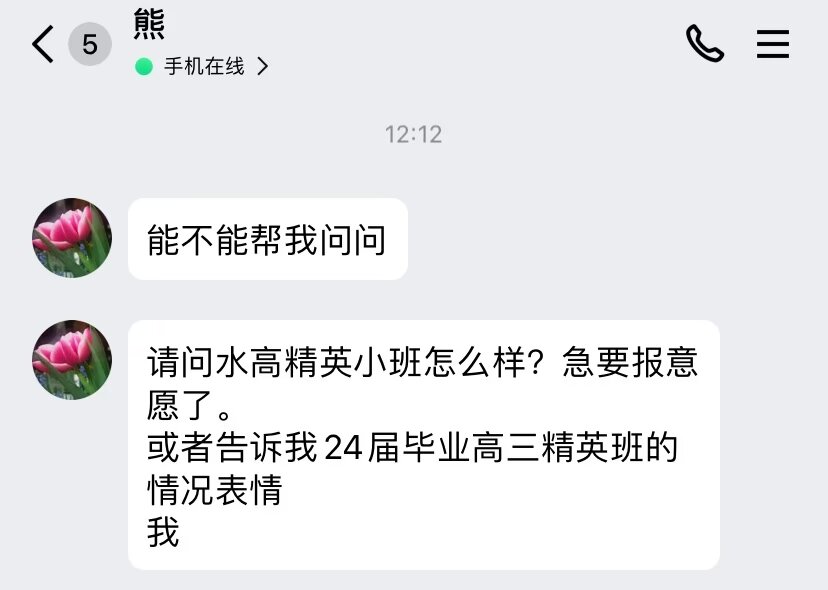 5
熊
手机在线
12:12
能不能帮我问问
请问水高精英小班怎么样？急要报意
愿了。
或者告诉我24届毕业高三精英班的
情况表情
我